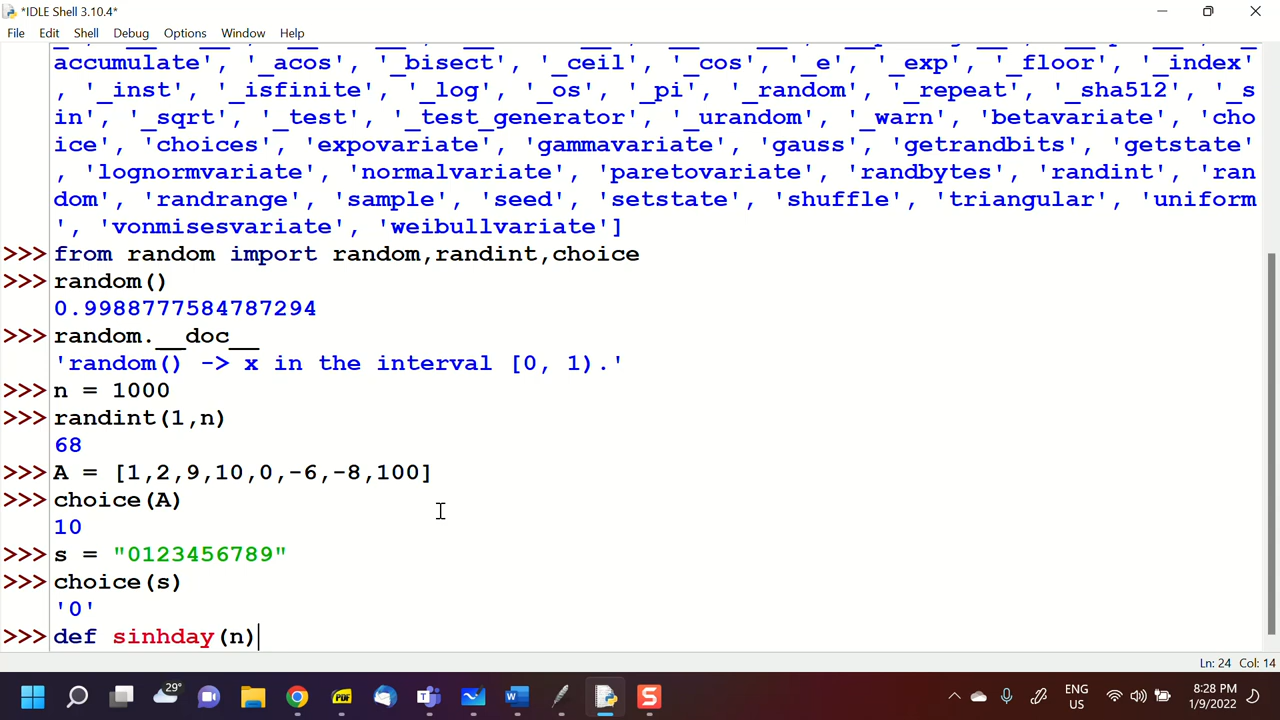 *IDLE Shell 3.10.4*
File Edit Shell Debug Options Window Help
accumulate', '_acos', '_bisect', '_ceil', '_cos', '_e', '_exp', '_floor', '_index'
, '_inst', '_isfinite', '_log', '_os', '_pi', '_random', '_repeat', '_sha512', '_s
in', '_sqrt', '_test', '_test_generator', '_urandom', '_warn', 'betavariate', 'cho
ice', 'choices', 'expovariate', 'gammavariate', 'gauss', 'getrandbits', 'getstate'
, 'lognormvariate', 'normalvariate', 'paretovariate', 'randbytes', 'randint', 'ran
dom', 'randrange', 'sample', 'seed', 'setstate', 'shuffle', 'triangular', 'uniform
', 'vonmisesvariate', 'weibullvariate']
>>> from random import random,randint,choice
>>> random()
0.9988777584787294
>>> random.__doc__
'random() -> x in the interval [0, 1).'
>>> n = 1000
>>> randint(1,n)
68
>>> A = [1,2,9,10,0,-6,-8,100]
>>> choice(A)
10
>>> s = "0123456789"
>>> choice(s)
'0'
>>> def sinhday(n)
Ln: 24 Col: 14
29°
PDF
S
ENG
US
8:28 PM
1/9/2022